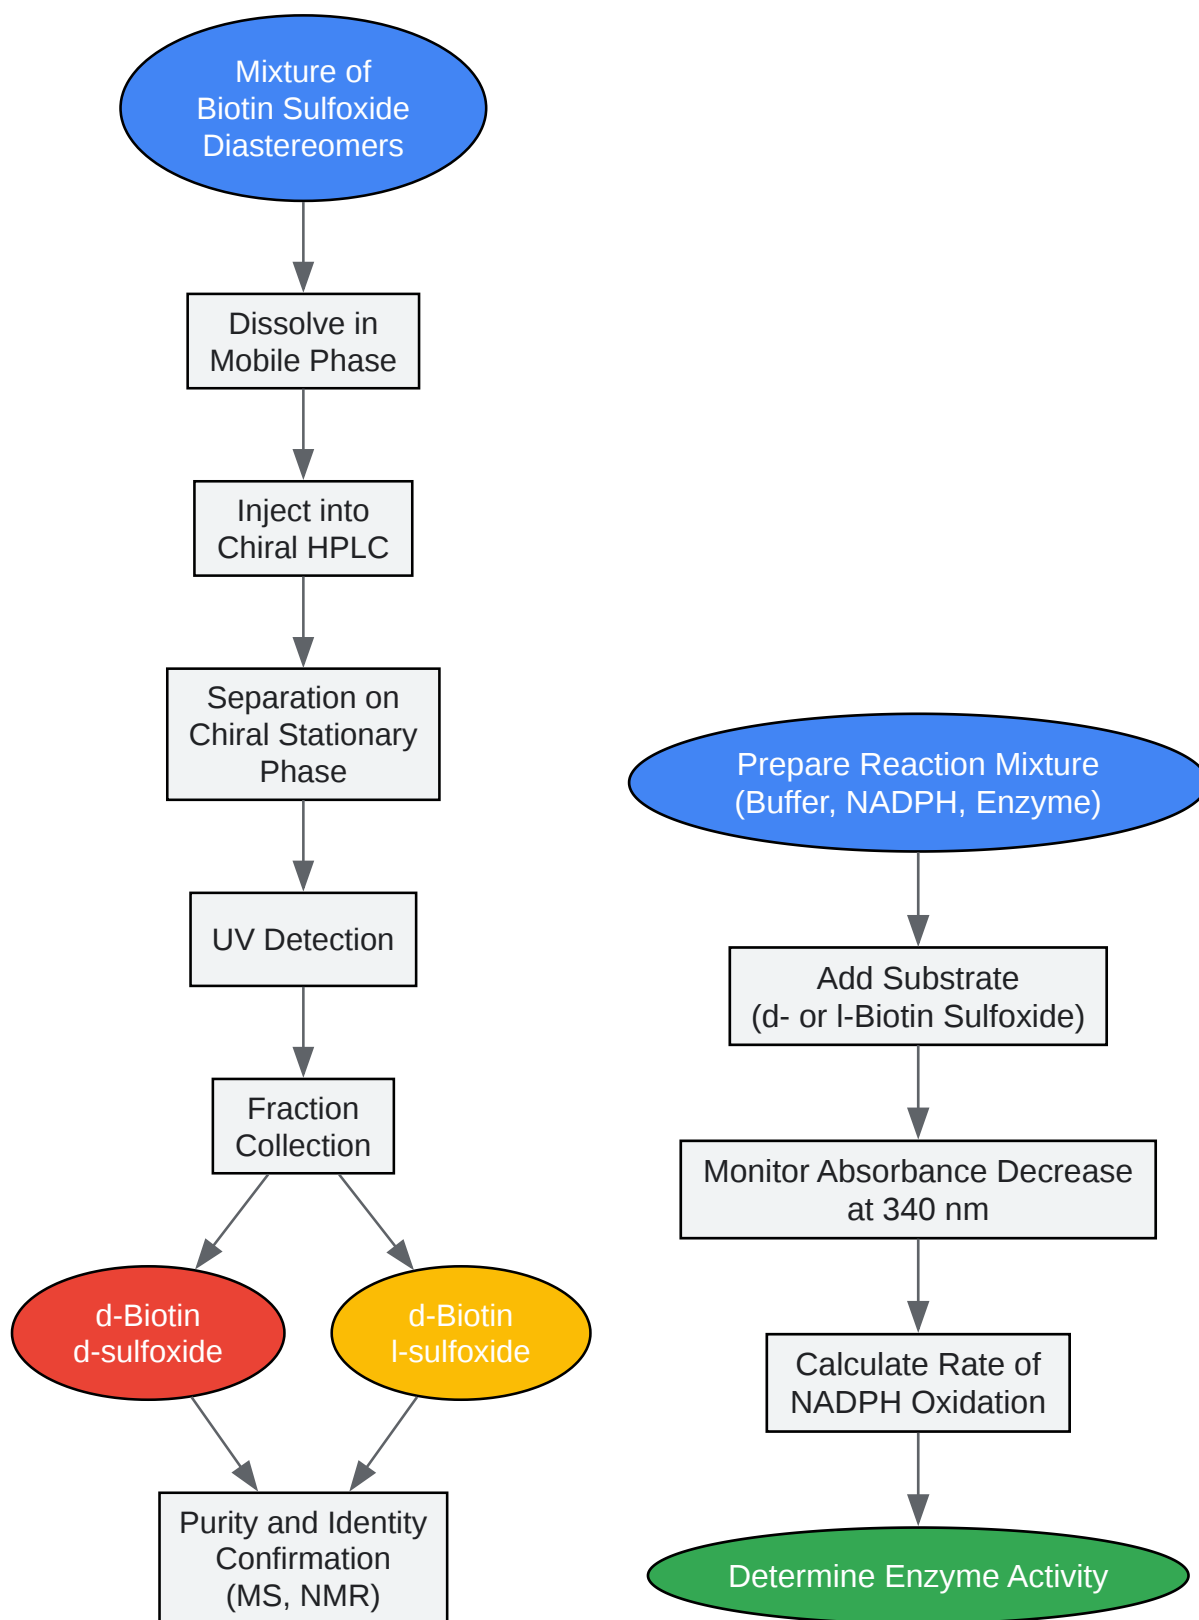 Mixture of
Biotin Sulfoxide
Diastereomers
Dissolve in
Mobile Phase
Inject into
Chiral HPLC
Separation on
Chiral Stationary
Phase
UV Detection
Fraction
Collection
d-Biotin
d-sulfoxide
d-Biotin
l-sulfoxide
Purity and Identity
Confirmation
(MS, NMR)
Prepare Reaction Mixture
(Buffer, NADPH, Enzyme)
Add Substrate
(d- or l-Biotin Sulfoxide)
Monitor Absorbance Decrease
at 340 nm
Calculate Rate of
NADPH Oxidation
Determine Enzyme Activity